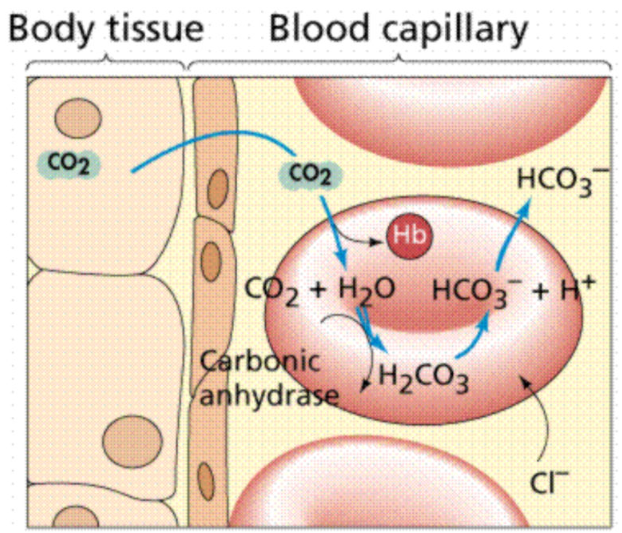 Body tissue
Blood capillary
CO2
CO2
HCO3⁻
Hb
CO2 + H2O
HCO3⁻ + H⁺
Carbonic
anhydrase
H2CO3
Cl⁻